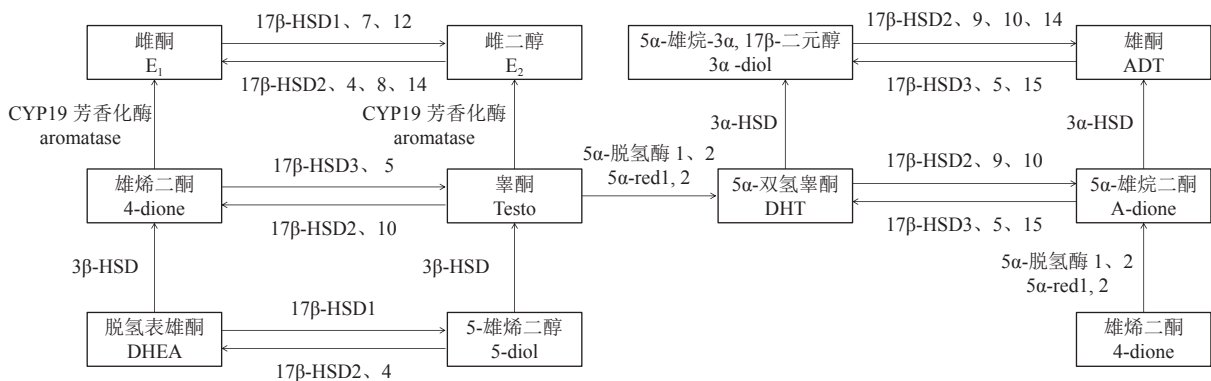 17β-HSD1、7、12
17β-HSD2、9、10、14
雌酮
E₁
雌二醇
E₂
5α-雄烷-3α, 17β-二元醇
3α -diol
雄酮
ADT
17β-HSD2、4、8、14
17β-HSD3、5、15
CYP19 芳香化酶
aromatase
CYP19 芳香化酶
aromatase
3α-HSD
3α-HSD
17β-HSD3、5
5α-脱氢酶 1、2
5α-red1, 2
17β-HSD2、9、10
雄烯二酮
4-dione
睾酮
Testo
5α-双氢睾酮
DHT
5α-雄烷二酮
A-dione
17β-HSD2、10
17β-HSD3、5、15
3β-HSD
3β-HSD
5α-脱氢酶 1、2
5α-red1, 2
17β-HSD1
脱氢表雄酮
DHEA
5-雄烯二醇
5-diol
雄烯二酮
4-dione
17β-HSD2、4